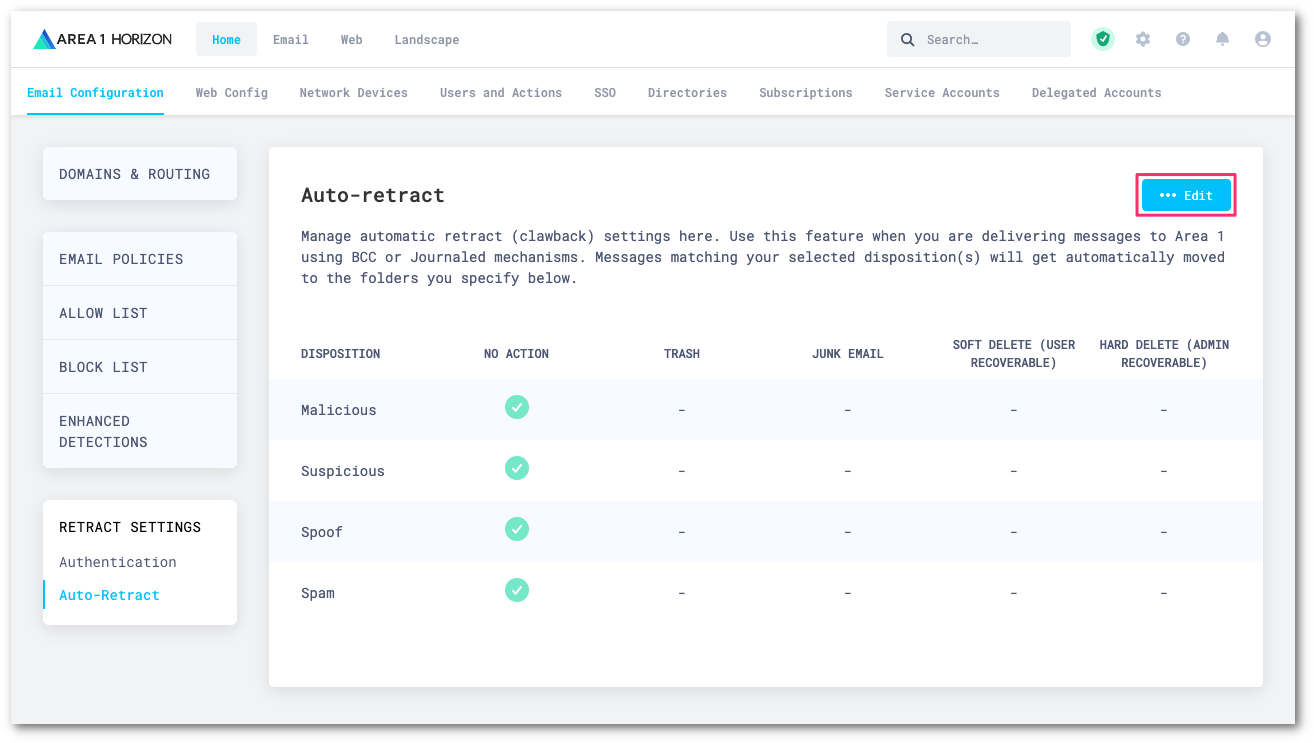 AREA 1 HORIZON
Home
Email
Web
Landscape
Search…
Email Configuration
Web Config
Network Devices
Users and Actions
SSO
Directories
Subscriptions
Service Accounts
Delegated Accounts
DOMAINS & ROUTING
EMAIL POLICIES
ALLOW LIST
BLOCK LIST
ENHANCED
DETECTIONS
RETRACT SETTINGS
Authentication
Auto-Retract
Auto-retract
••• Edit
Manage automatic retract (clawback) settings here. Use this feature when you are delivering messages to Area 1
using BCC or Journaled mechanisms. Messages matching your selected disposition(s) will get automatically moved
to the folders you specify below.
DISPOSITION
NO ACTION
TRASH
JUNK EMAIL
SOFT DELETE (USER
RECOVERABLE)
HARD DELETE (ADMIN
RECOVERABLE)
Malicious - - - -
Suspicious - - - -
Spoof - - - -
Spam - - - -